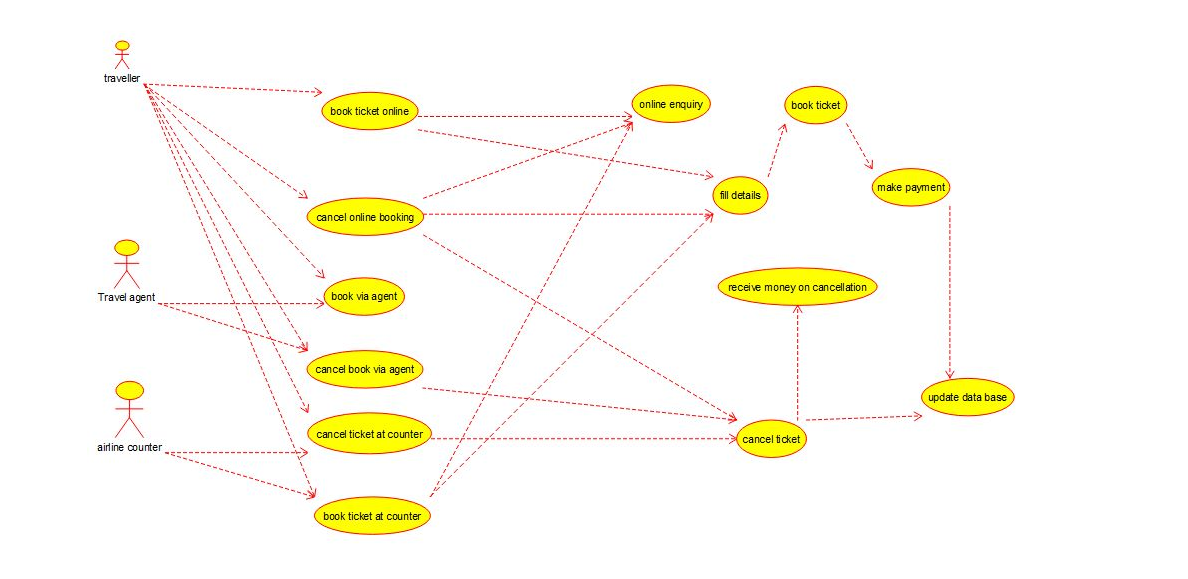 traveller
book ticket online
online enquiry
book ticket
fill details
make payment
cancel online booking
Travel agent
book via agent
receive money on cancellation
cancel book via agent
update data base
airline counter
cancel ticket at counter
cancel ticket
book ticket at counter